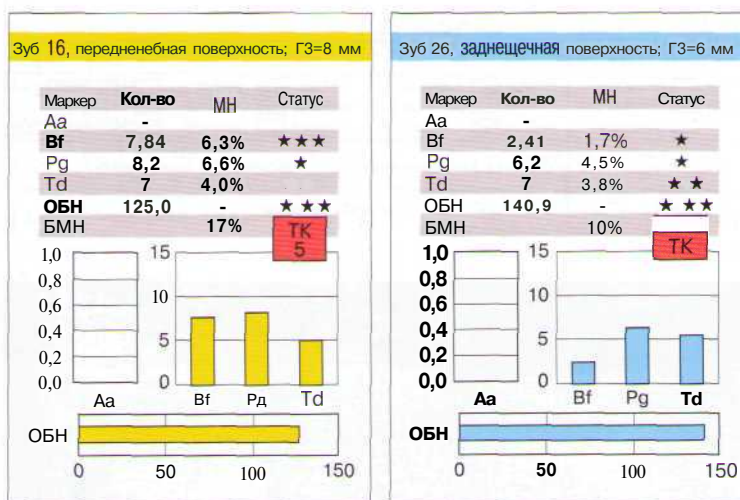 Зуб 16, передненебная поверхность; ГЗ=8 мм
Маркер Кол-во МН Статус
Aa -
Bf 7,84 6,3% ★★★
Pg 8,2 6,6% ★
Td 7 4,0%
ОБН 125,0 - ★★★
БМН 17% ТК 5
1,0
0,8
0,6
0,4
0,2
0,0
Aa
15
10
5
0
Bf Рд Td
ОБН
0 50 100 150
Зуб 26, заднещечная поверхность; ГЗ=6 мм
Маркер Кол-во МН Статус
Aa -
Bf 2,41 1,7% ★
Pg 6,2 4,5% ★
Td 7 3,8% ★★
ОБН 140,9 - ★★★
БМН 10% ТК
1,0
0,8
0,6
0,4
0,2
0,0
Aa
15
10
5
0
Bf Pg Td
ОБН
0 50 100 150